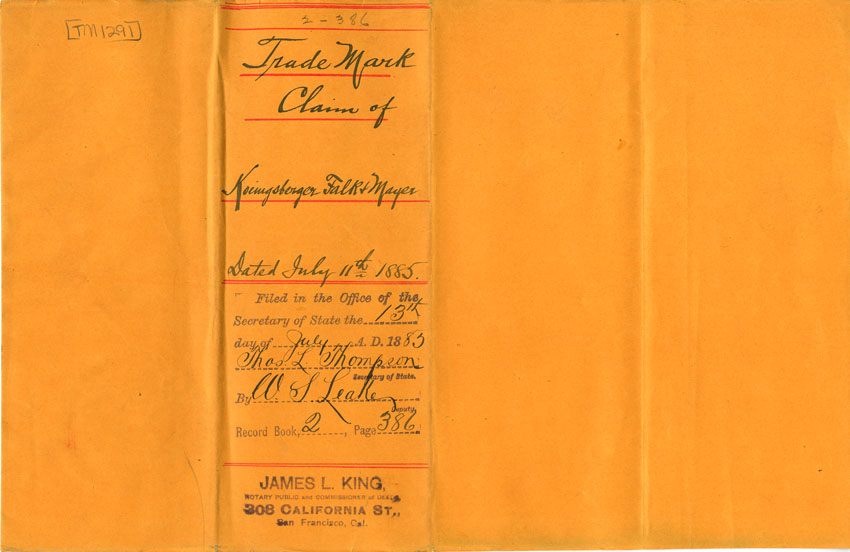 [TM1291]
2-386
Trade Mark
Claim of
Koenigsberger Falk & Mayer
Dated July 11th 1885.
Filed in the Office of the
Secretary of State the 13th
day of July A. D. 1885
Thos L Thompson
Secretary of State.
By W. S. Leake
Deputy.
Record Book, 2, Page 386
JAMES L. KING,
NOTARY PUBLIC AND COMMISSIONER of DEEDS
308 CALIFORNIA ST.,
San Francisco, Cal.